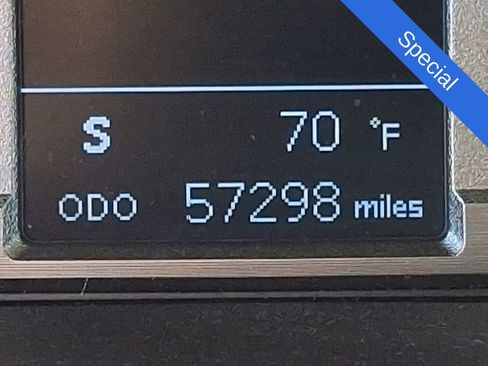 Special
S 70 °F
ODO 57298 miles